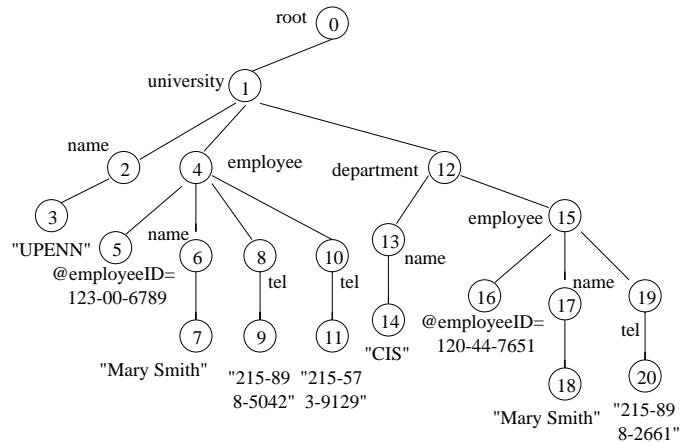 root 0
university 1
name 2
4 employee
department 12
3
"UPENN"
5
@employeeID=
123-00-6789
name
6
8
tel
10
tel
employee 15
13
name
7
"Mary Smith"
9
"215-89
8-5042"
11
"215-57
3-9129"
14
"CIS"
16
@employeeID=
120-44-7651
name
17
19
tel
18
"Mary Smith"
20
"215-89
8-2661"